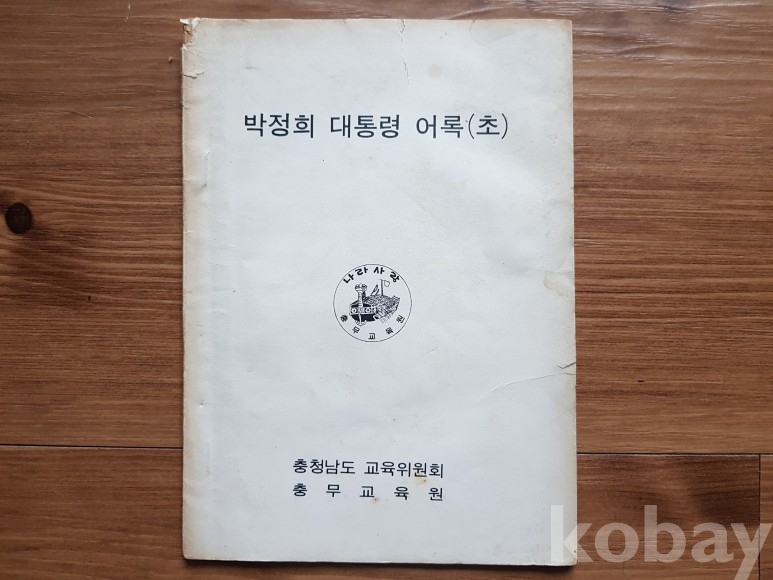 박정희 대통령 어록(초)
나라사랑
충무교육원
충청남도 교육위원회
충 무 교 육 원
kobay